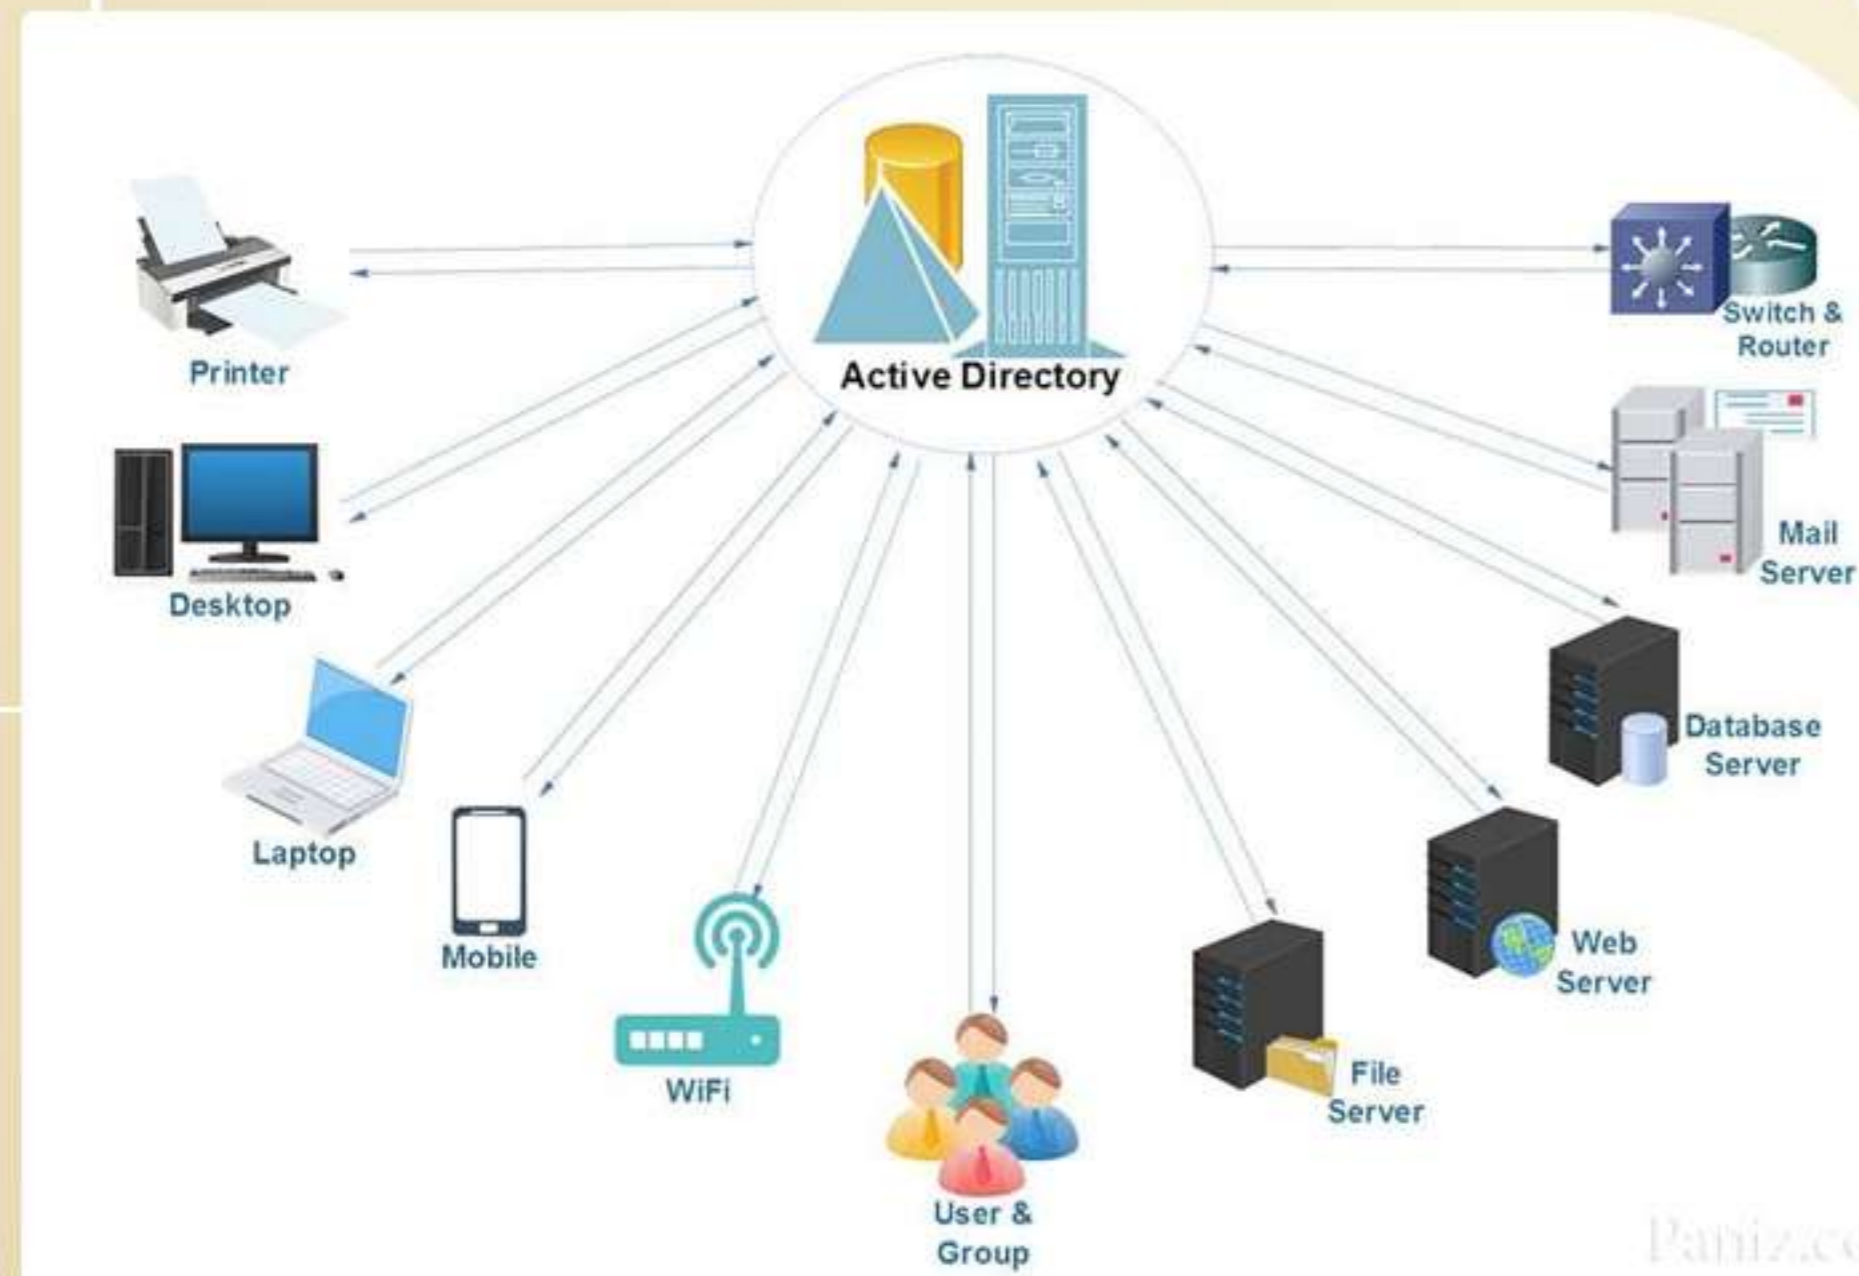 Active Directory
Printer
Switch &
Router
Mail
Server
Desktop
Database
Server
Laptop
Mobile
Web
Server
WiFi
File
Server
User &
Group